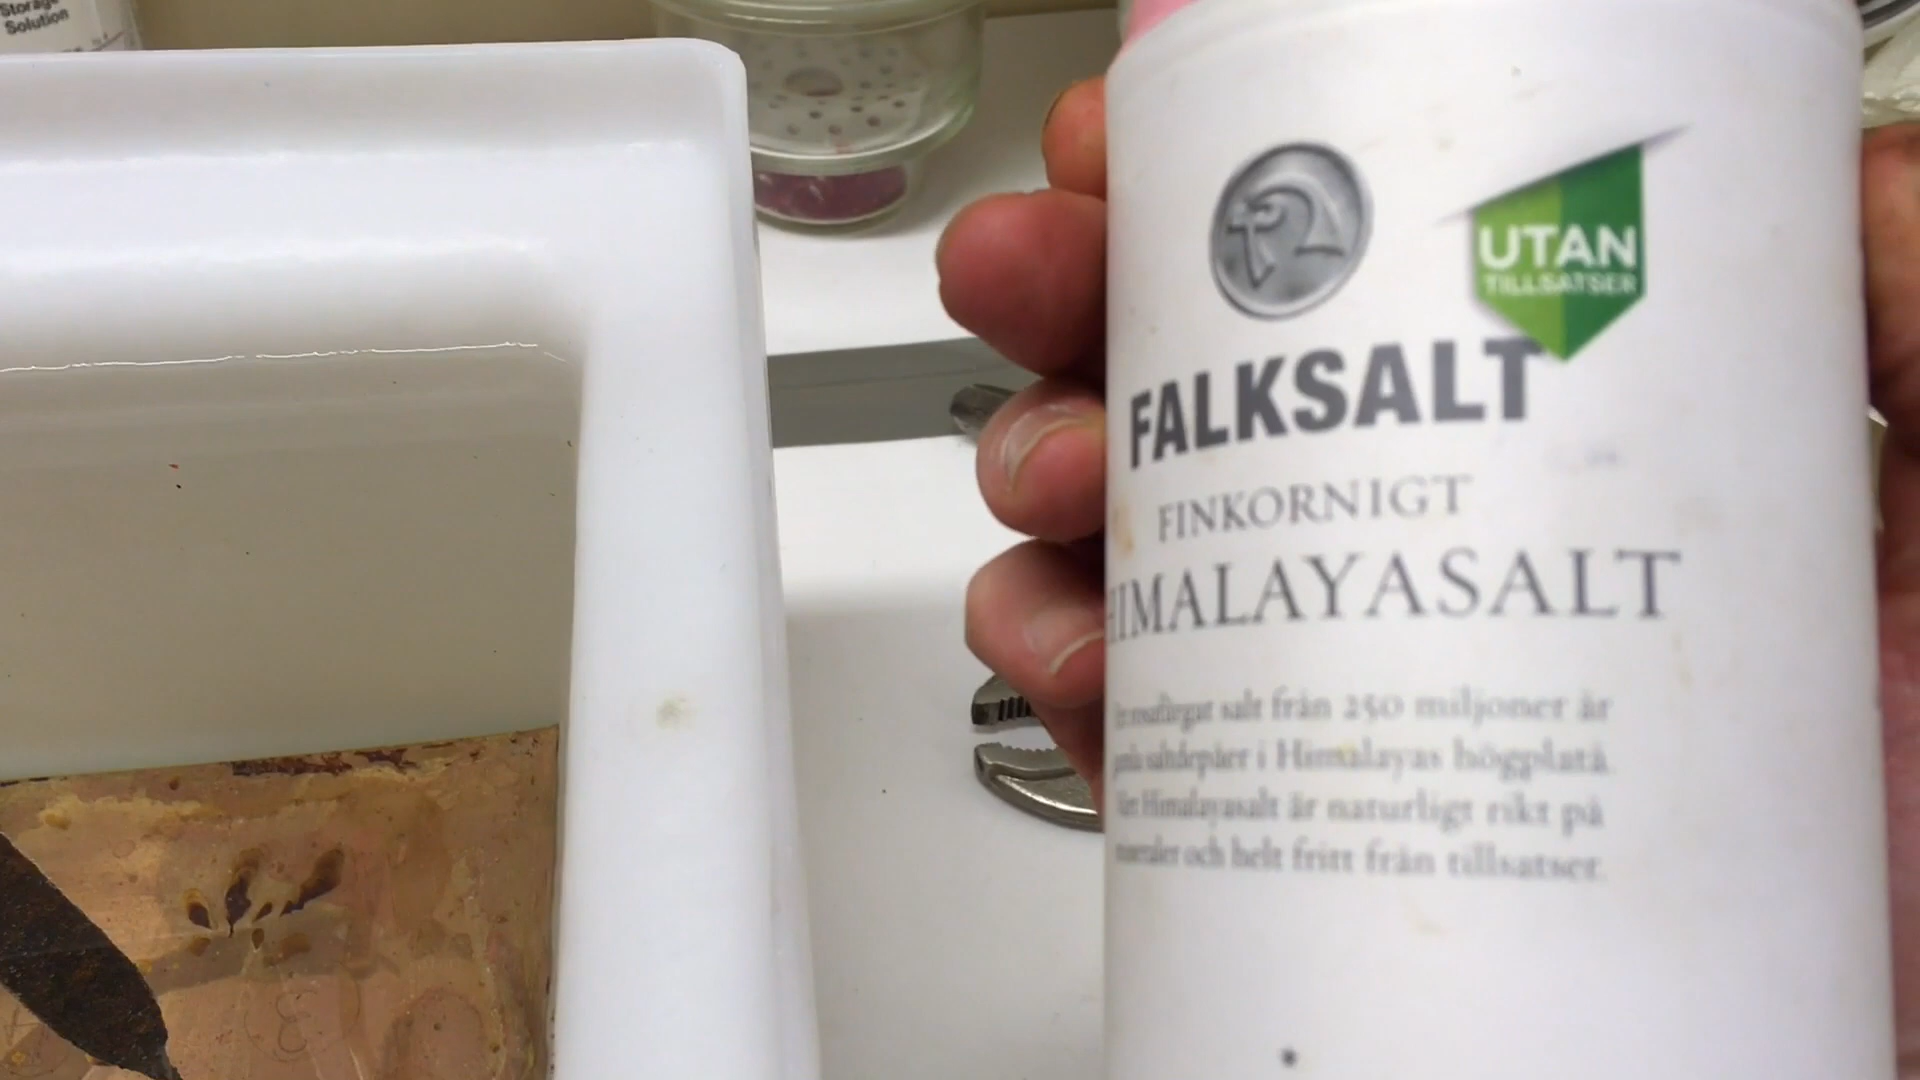 Storage
Solution
UTAN
TILLSATSER
FALKSALT
FINKORNIGT
HIMALAYASALT
salt från 250 miljoner år
i Himalayas högplatå.
Himalayasalt är naturligt rikt på
och helt fritt från tillsatser.